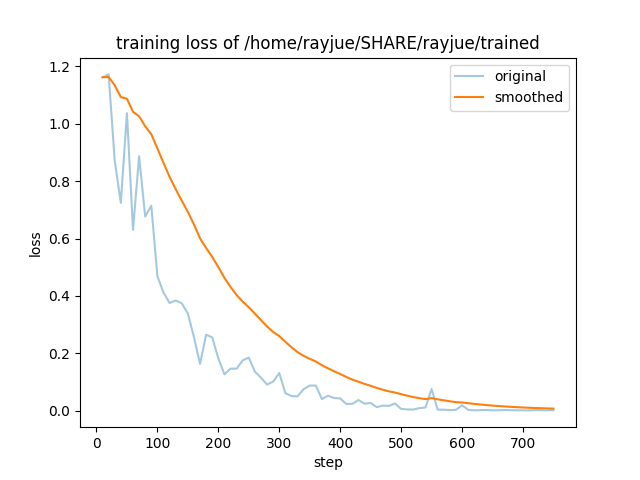 training loss of /home/rayjue/SHARE/rayjue/trained
original
smoothed
1.2
1.0
0.8
0.6
0.4
0.2
0.0
loss
0 100 200 300 400 500 600 700
step